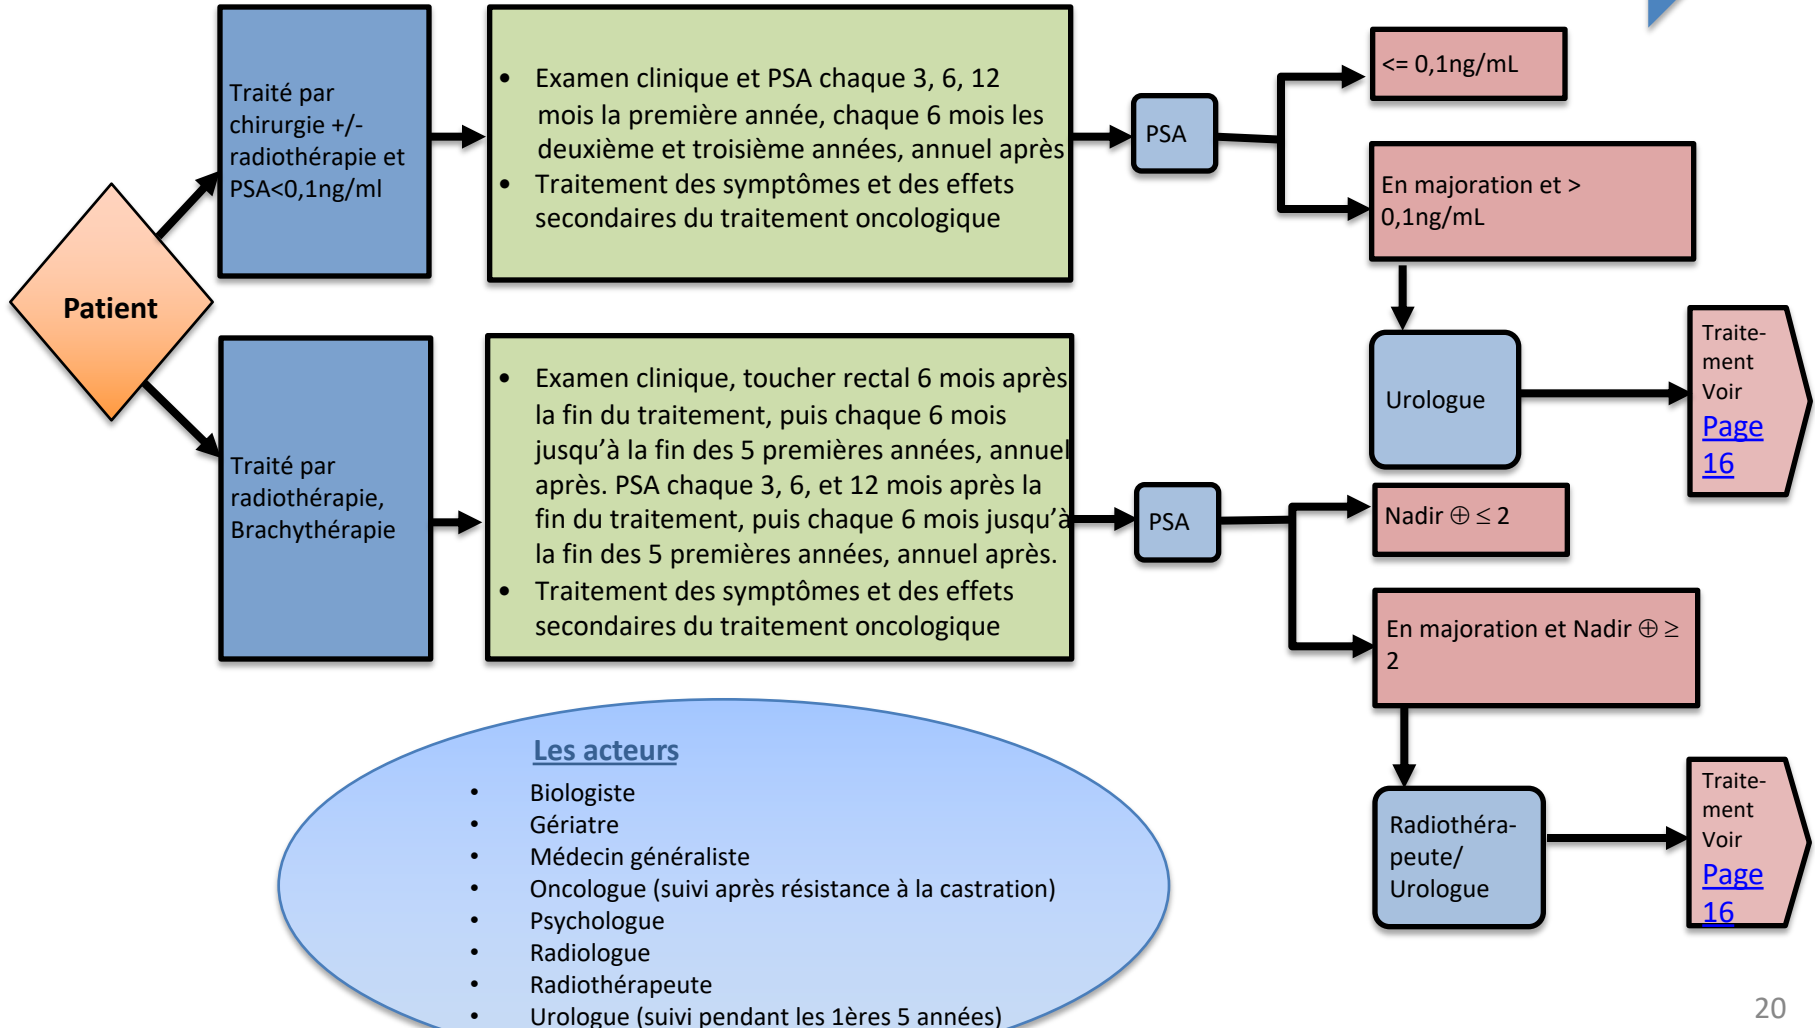 Patient
Traité par
chirurgie +/-
radiothérapie et
PSA<0,1ng/ml
• Examen clinique et PSA chaque 3, 6, 12
mois la première année, chaque 6 mois les
deuxième et troisième années, annuel après
• Traitement des symptômes et des effets
secondaires du traitement oncologique
PSA
<= 0,1ng/mL
En majoration et >
0,1ng/mL
Urologue
Traite-
ment
Voir
Page
16
Traité par
radiothérapie,
Brachythérapie
• Examen clinique, toucher rectal 6 mois après
la fin du traitement, puis chaque 6 mois
jusqu’à la fin des 5 premières années, annuel
après. PSA chaque 3, 6, et 12 mois après la
fin du traitement, puis chaque 6 mois jusqu’à
la fin des 5 premières années, annuel après.
• Traitement des symptômes et des effets
secondaires du traitement oncologique
PSA
Nadir ⊕ ≤ 2
En majoration et Nadir ⊕ ≥
2
Radiothéra-
peute/
Urologue
Traite-
ment
Voir
Page
16
Les acteurs
• Biologiste
• Gériatre
• Médecin généraliste
• Oncologue (suivi après résistance à la castration)
• Psychologue
• Radiologue
• Radiothérapeute
• Urologue (suivi pendant les 1ères 5 années)
20